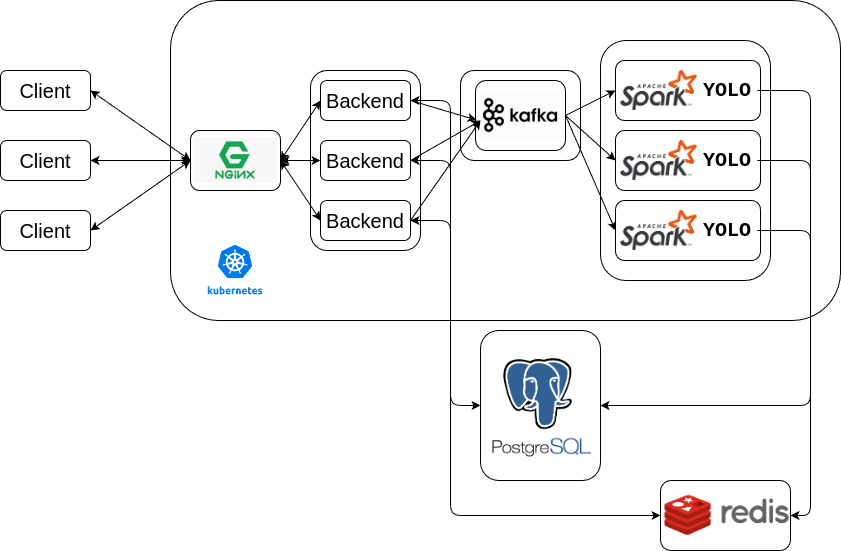 Client
Client
Client
NGiNX
kubernetes
Backend
Backend
Backend
kafka
APACHE
Spark YOLO
APACHE
Spark YOLO
APACHE
Spark YOLO
PostgreSQL
redis